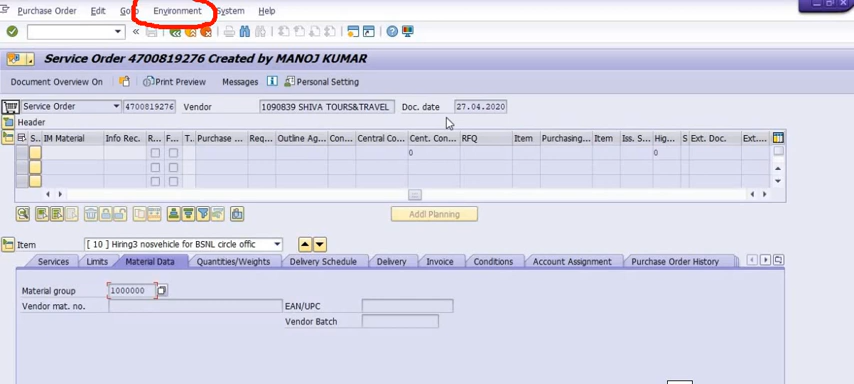 Purchase Order Edit Goto Environment System Help
Service Order 4700819276 Created by MANOJ KUMAR
Document Overview On Print Preview Messages Personal Setting
Service Order 4700819276 Vendor 1090839 SHIVA TOURS&TRAVEL Doc. date 27.04.2020
Header
S.. IM Material Info Rec. R... F... T.. Purchase ... Req... Outline Ag... Con... Central Co... Cent. Con... RFQ Item Purchasing... Item Iss. S... Hig... S Ext. Doc. Ext....
0 0
Addl Planning
Item [ 10 ] Hiring3 nosvehicle for BSNL circle offic
Services Limits Material Data Quantities/Weights Delivery Schedule Delivery Invoice Conditions Account Assignment Purchase Order History
Material group 1000000
Vendor mat. no. EAN/UPC
Vendor Batch